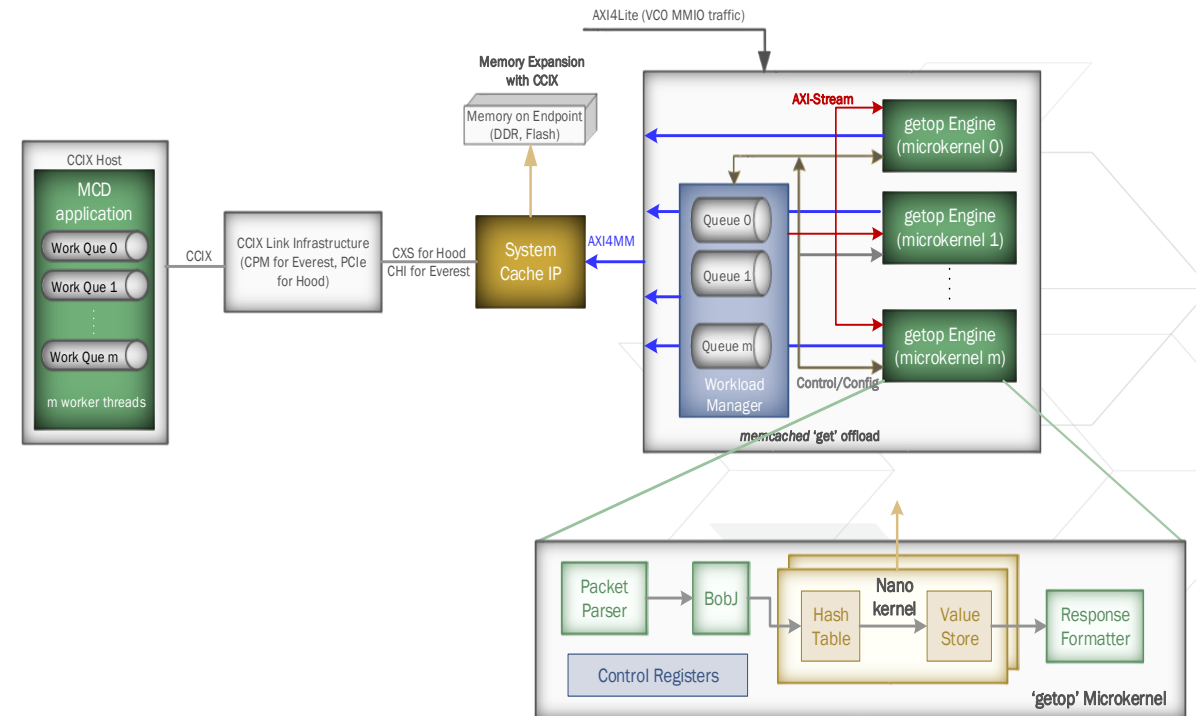 AXI4Lite (VC0 MMIO traffic)
Memory Expansion
with CCIX
Memory on Endpoint
(DDR, Flash)
CCIX Host
MCD
application
Work Que 0
Work Que 1
Work Que m
m worker threads
CCIX
CCIX Link Infrastructure
(CPM for Everest, PCIe
for Hood)
CXS for Hood
CHI for Everest
System
Cache IP
AXI4MM
AXI-Stream
Queue 0
Queue 1
Queue m
Workload
Manager
Control/Config
getop Engine
(microkernel 0)
getop Engine
(microkernel 1)
getop Engine
(microkernel m)
memcached ‘get’ offload
Packet
Parser
BobJ
Nano
kernel
Hash
Table
Value
Store
Response
Formatter
Control Registers
‘getop’ Microkernel